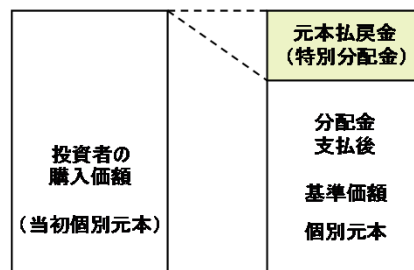 投資者の
購入価額
（当初個別元本）
元本払戻金
（特別分配金）
分配金
支払後
基準価額
個別元本